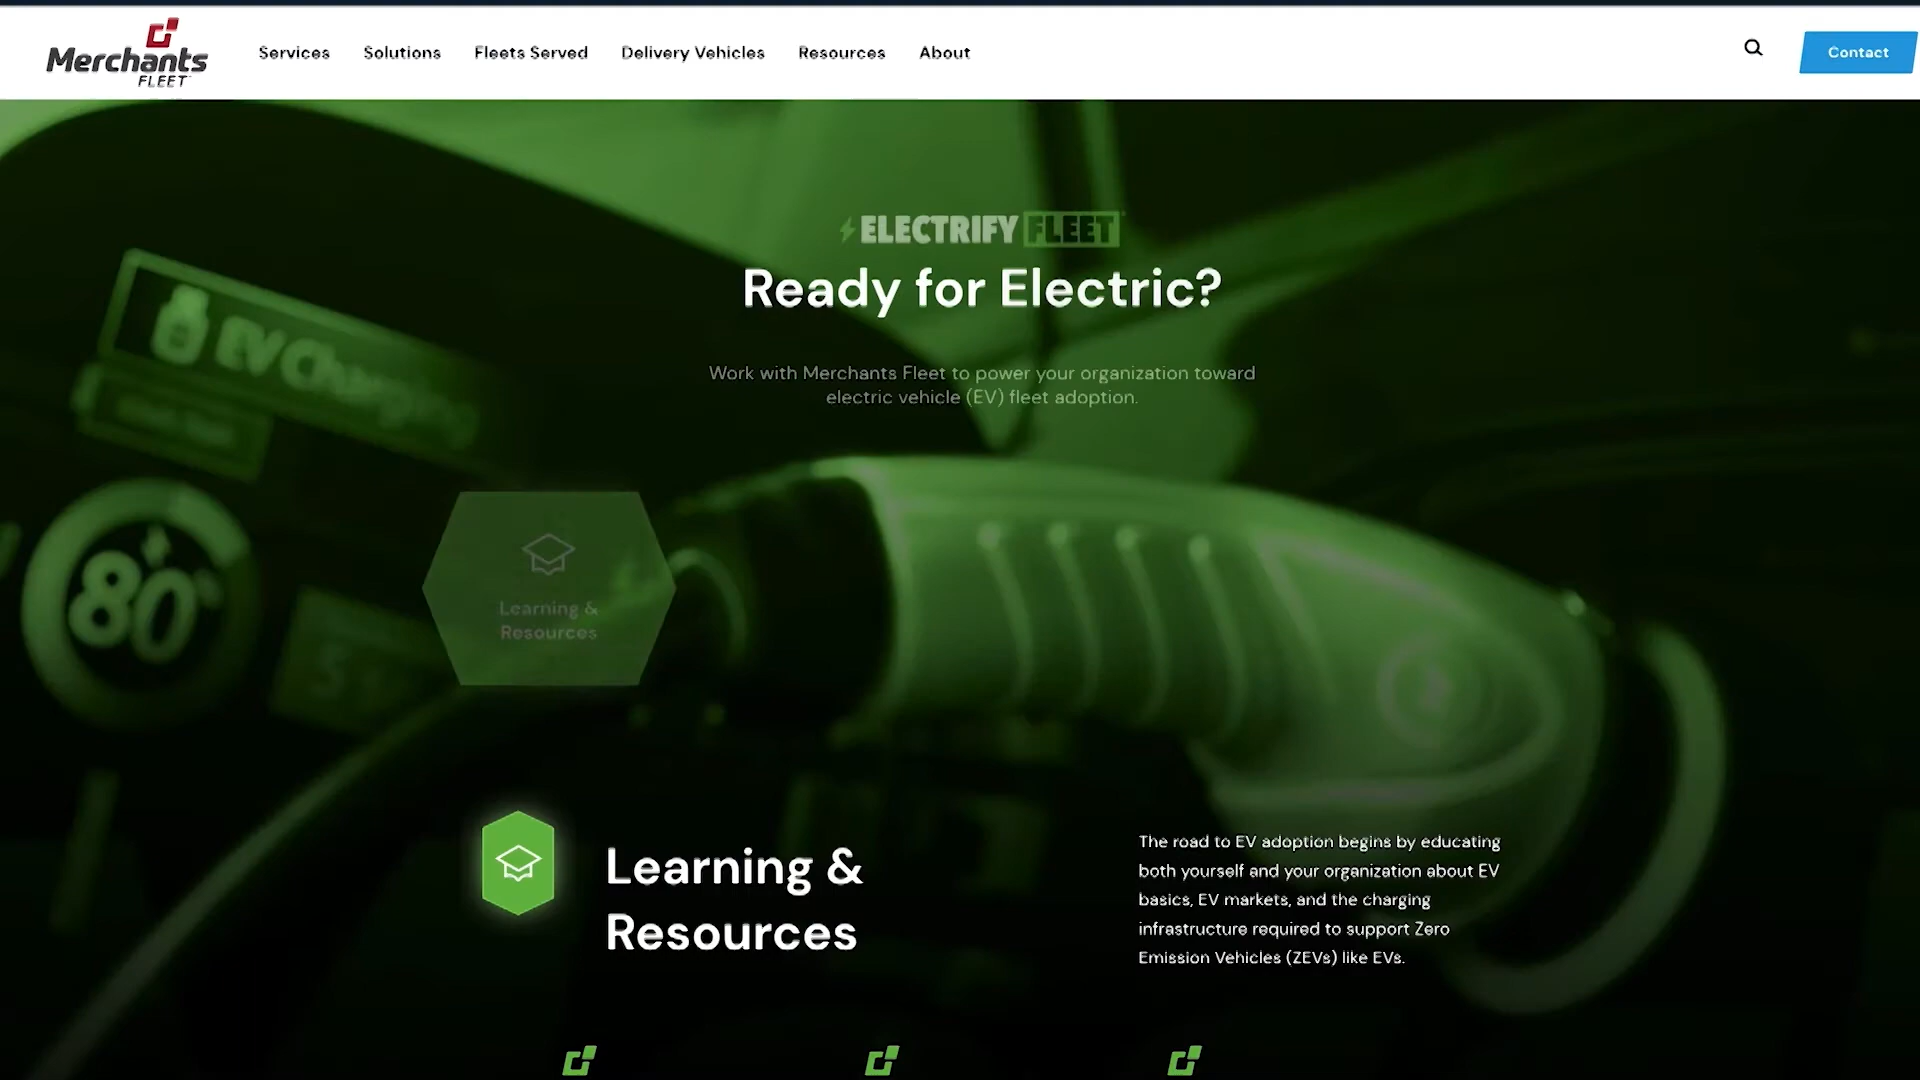 Merchants
FLEET
Services
Solutions
Fleets Served
Delivery Vehicles
Resources
About
Contact
ELECTRIFY FLEET
Ready for Electric?
Work with Merchants Fleet to power your organization toward
electric vehicle (EV) fleet adoption.
EV Charging
80
Learning &
Resources
Learning &
Resources
The road to EV adoption begins by educating
both yourself and your organization about EV
basics, EV markets, and the charging
infrastructure required to support Zero
Emission Vehicles (ZEVs) like EVs.